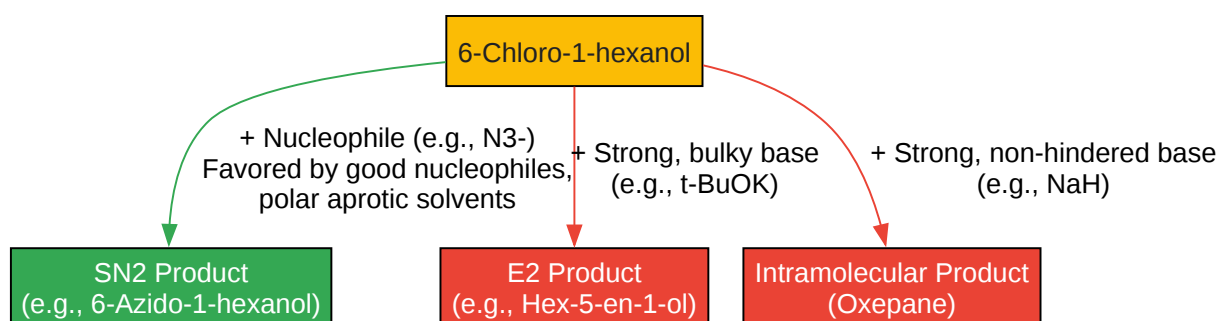 6-Chloro-1-hexanol
+ Nucleophile (e.g., N3-)
Favored by good nucleophiles,
polar aprotic solvents
+ Strong, bulky base
(e.g., t-BuOK)
+ Strong, non-hindered base
(e.g., NaH)
SN2 Product
(e.g., 6-Azido-1-hexanol)
E2 Product
(e.g., Hex-5-en-1-ol)
Intramolecular Product
(Oxepane)